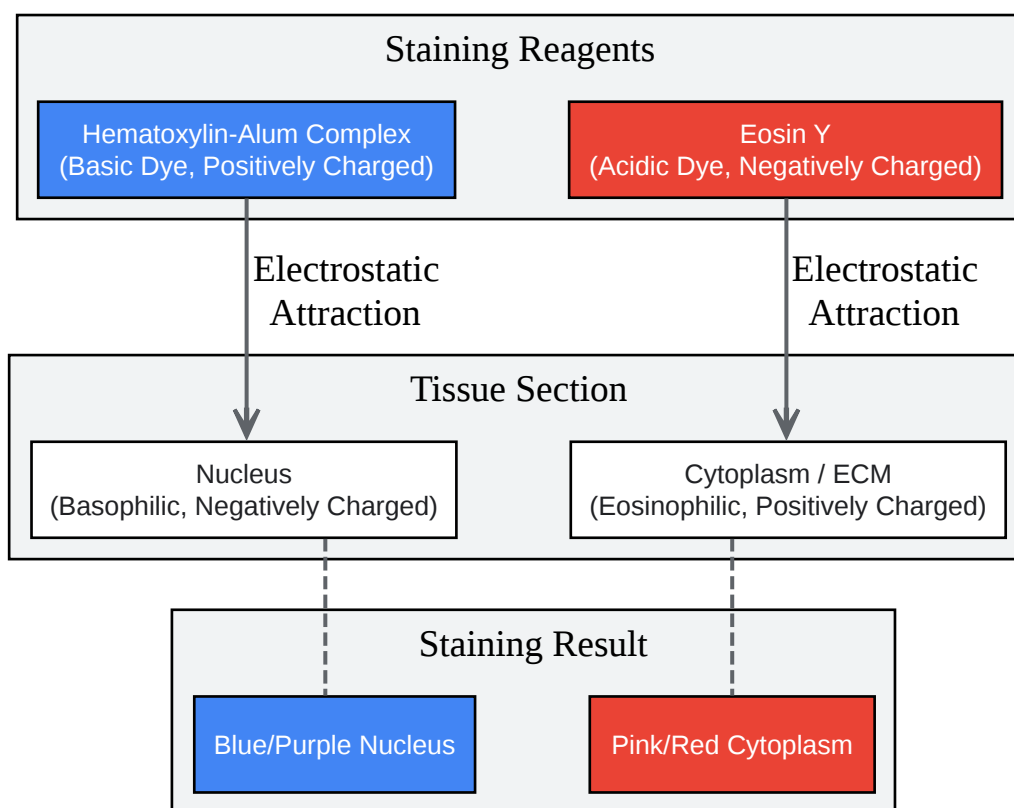 Staining Reagents
Hematoxylin-Alum Complex
(Basic Dye, Positively Charged)
Eosin Y
(Acidic Dye, Negatively Charged)
Electrostatic
Attraction
Electrostatic
Attraction
Tissue Section
Nucleus
(Basophilic, Negatively Charged)
Cytoplasm / ECM
(Eosinophilic, Positively Charged)
Staining Result
Blue/Purple Nucleus
Pink/Red Cytoplasm